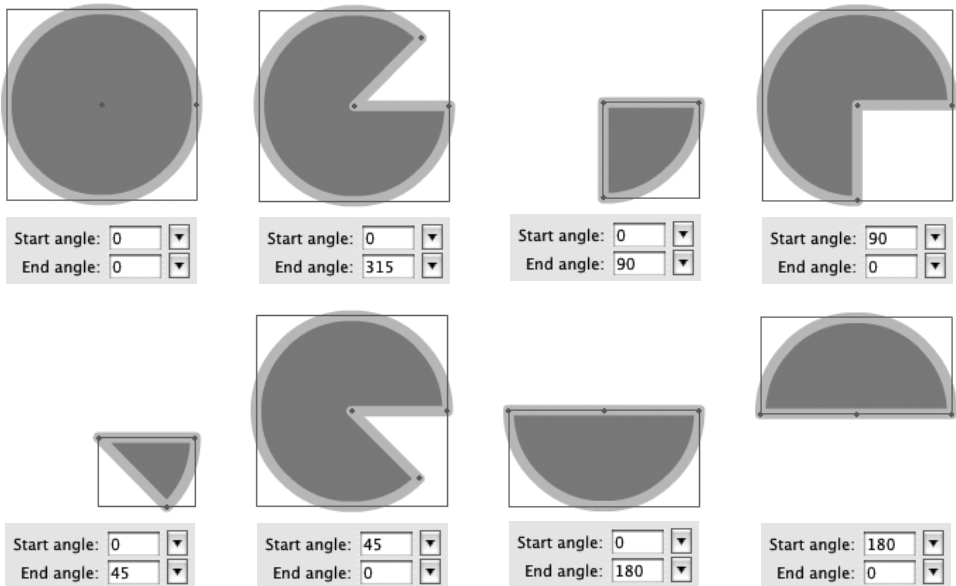 Start angle: 0
End angle: 0
Start angle: 0
End angle: 315
Start angle: 0
End angle: 90
Start angle: 90
End angle: 0
Start angle: 0
End angle: 45
Start angle: 45
End angle: 0
Start angle: 0
End angle: 180
Start angle: 180
End angle: 0